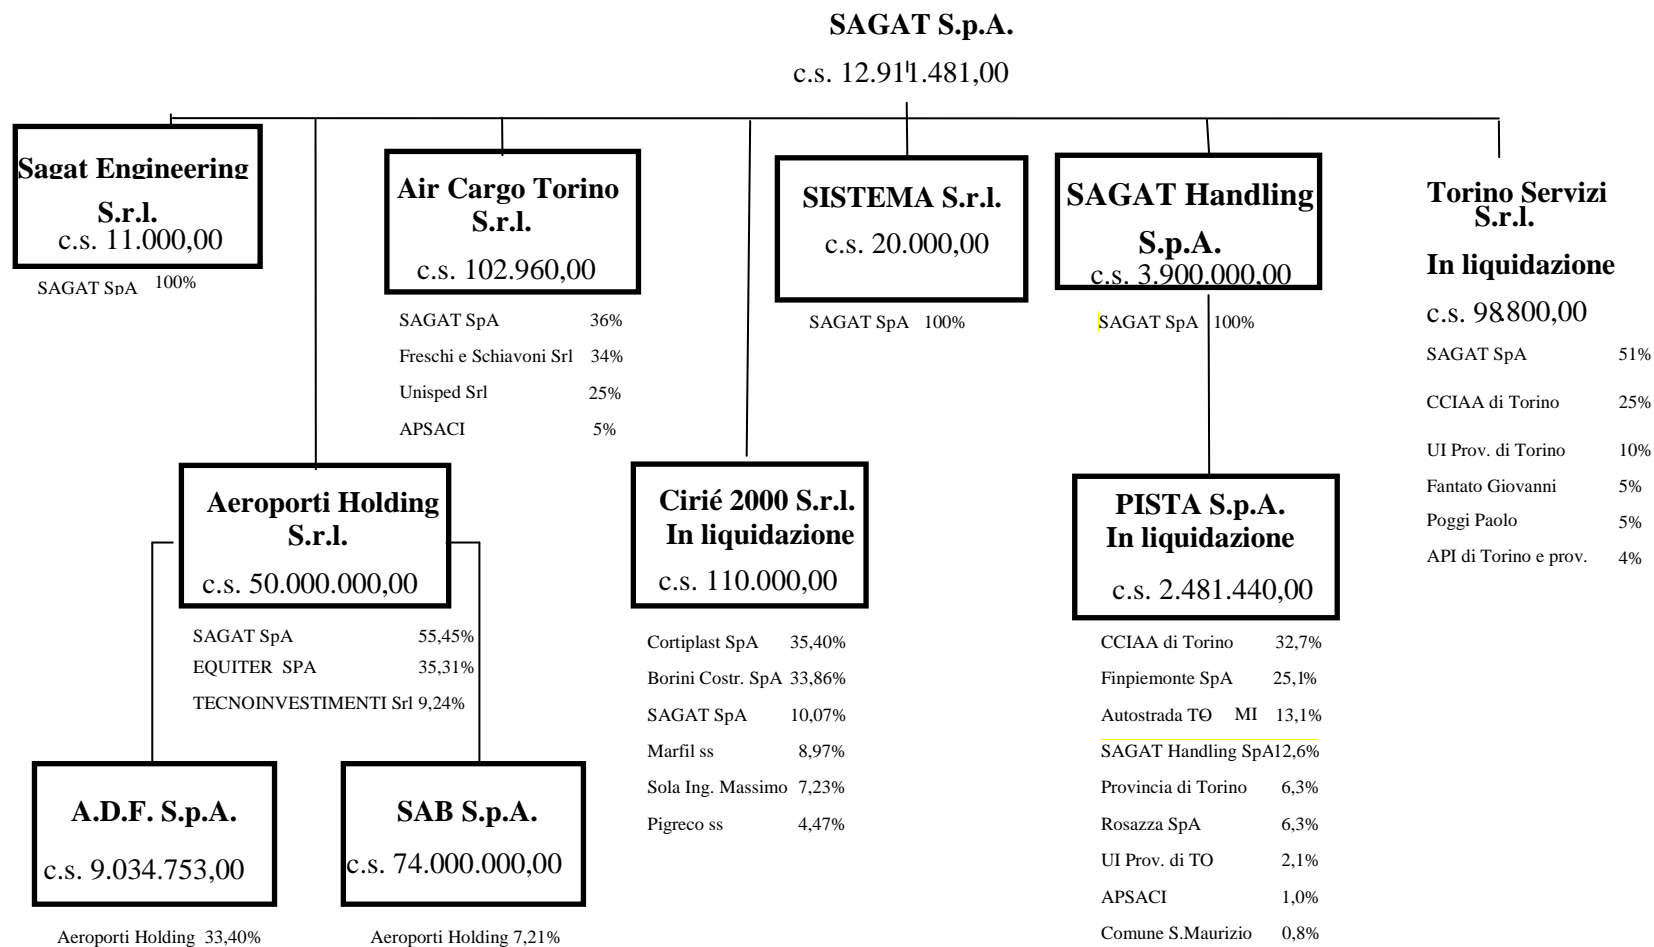 SAGAT S.p.A.
c.s. 12.911.481,00
Sagat Engineering
S.r.l.
c.s. 11.000,00
SAGAT SpA 100%
Air Cargo Torino
S.r.l.
c.s. 102.960,00
SAGAT SpA 36%
Freschi e Schiavoni Srl 34%
Unisped Srl 25%
APSACI 5%
SISTEMA S.r.l.
c.s. 20.000,00
SAGAT SpA 100%
SAGAT Handling
S.p.A.
c.s. 3.900.000,00
SAGAT SpA 100%
Torino Servizi
S.r.l.
In liquidazione
c.s. 98.800,00
SAGAT SpA 51%
CCIAA di Torino 25%
UI Prov. di Torino 10%
Fantato Giovanni 5%
Poggi Paolo 5%
API di Torino e prov. 4%
Aeroporti Holding
S.r.l.
c.s. 50.000.000,00
SAGAT SpA 55,45%
EQUITER SPA 35,31%
TECNOINVESTIMENTI Srl 9,24%
Cirié 2000 S.r.l.
In liquidazione
c.s. 110.000,00
Cortiplast SpA 35,40%
Borini Costr. SpA 33,86%
SAGAT SpA 10,07%
Marfil ss 8,97%
Sola Ing. Massimo 7,23%
Pigreco ss 4,47%
PISTA S.p.A.
In liquidazione
c.s. 2.481.440,00
CCIAA di Torino 32,7%
Finpiemonte SpA 25,1%
Autostrada TO MI 13,1%
SAGAT Handling SpA 12,6%
Provincia di Torino 6,3%
Rosazza SpA 6,3%
UI Prov. di TO 2,1%
APSACI 1,0%
Comune S.Maurizio 0,8%
A.D.F. S.p.A.
c.s. 9.034.753,00
Aeroporti Holding 33,40%
SAB S.p.A.
c.s. 74.000.000,00
Aeroporti Holding 7,21%